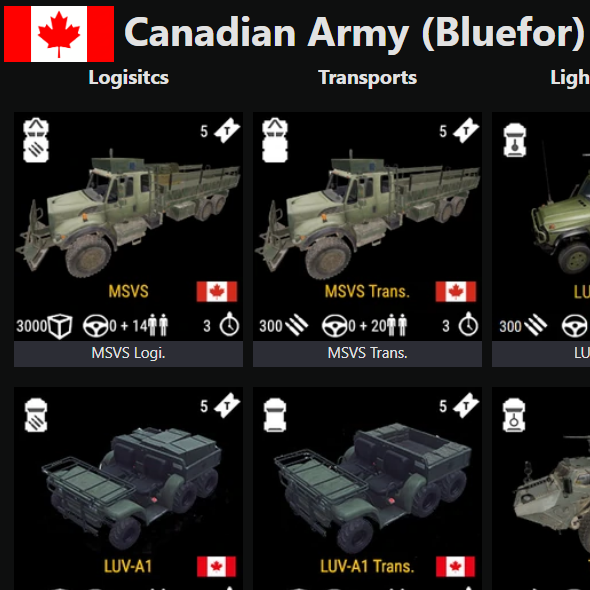 Canadian Army (Bluefor)
Logisitcs Transports Ligh
5 T
5 T
MSVS
MSVS Trans.
LU
3000 0 + 14 3
300 0 + 20 3
300
MSVS Logi.
MSVS Trans.
LU
5 T
5 T
LUV-A1
LUV-A1 Trans.